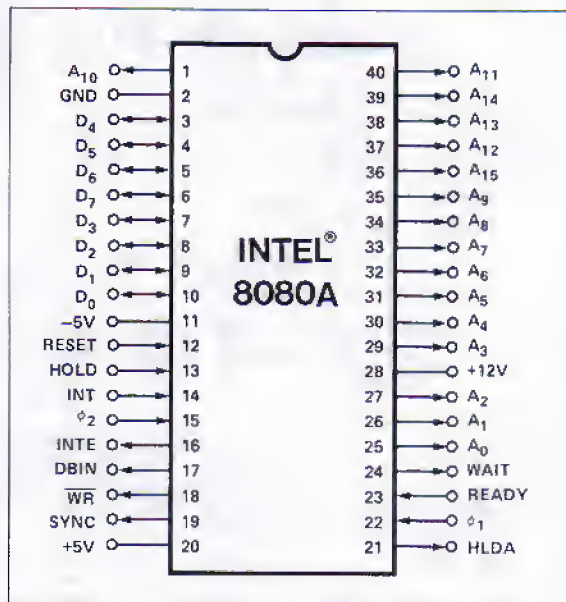 A10 1 40 A11
GND 2 39 A14
D4 3 38 A13
D5 4 37 A12
D6 5 36 A15
D7 6 35 A9
D3 7 34 A8
D2 8 33 A7
D1 9 32 A6
D0 10 31 A5
INTEL®
8080A
-5V 11 30 A4
RESET 12 29 A3
HOLD 13 28 +12V
INT 14 27 A2
ϕ2 15 26 A1
INTE 16 25 A0
DBIN 17 24 WAIT
W̅R̅ 18 23 READY
SYNC 19 22 ϕ1
+5V 20 21 HLDA